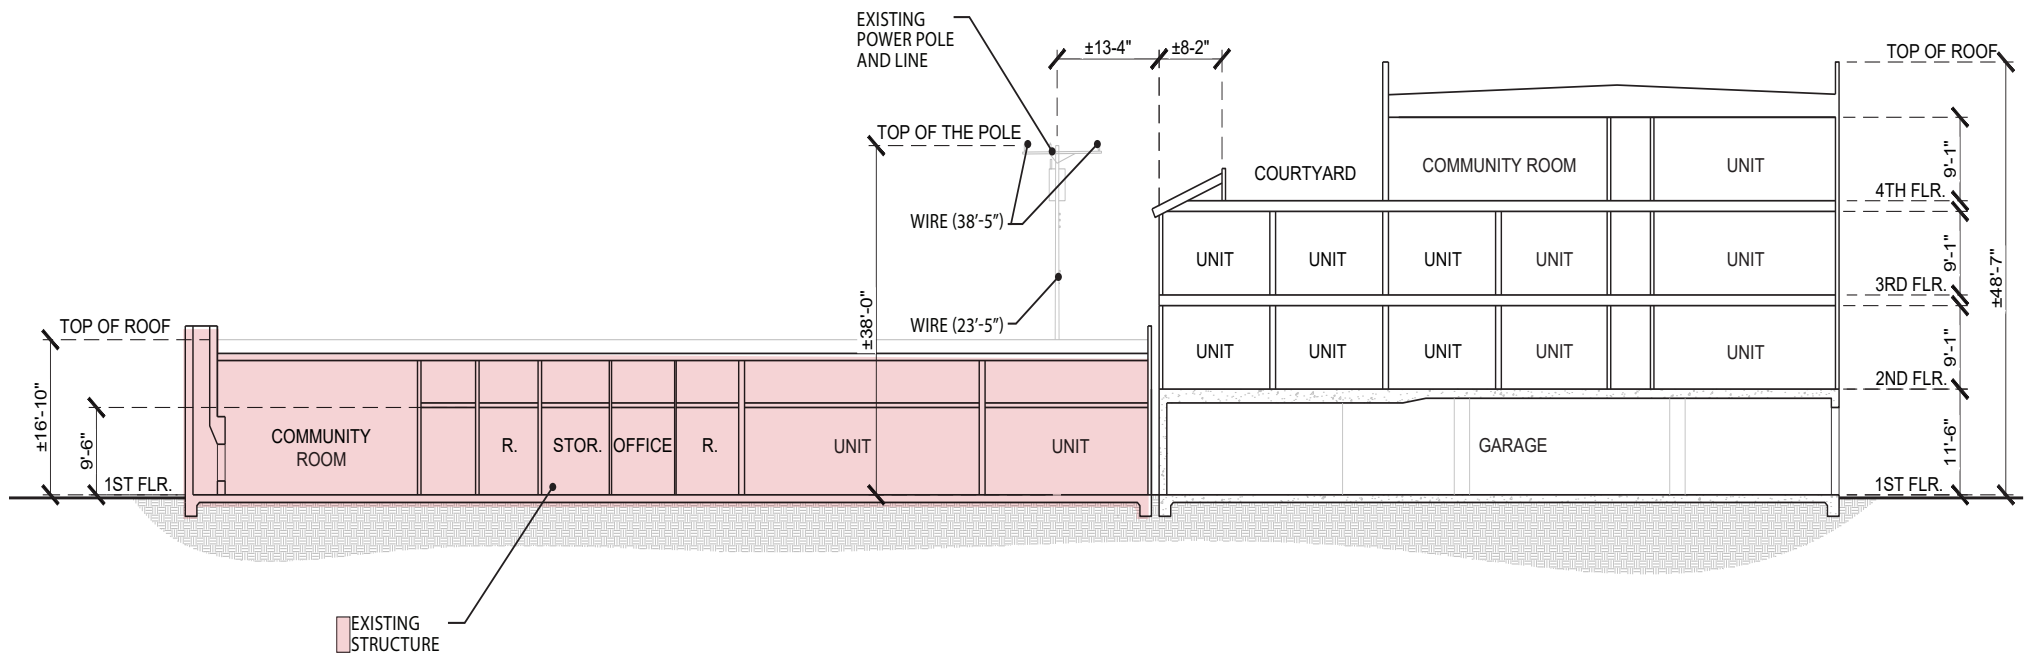 EXISTING
POWER POLE
AND LINE
±13-4"
±8-2"
TOP OF ROOF
TOP OF THE POLE
COURTYARD
COMMUNITY ROOM
UNIT
9'-1"
4TH FLR.
WIRE (38'-5")
UNIT
UNIT
UNIT
UNIT
UNIT
9'-1"
3RD FLR.
±48'-7"
±38'-0"
WIRE (23'-5")
TOP OF ROOF
UNIT
UNIT
UNIT
UNIT
UNIT
9'-1"
2ND FLR.
±16'-10"
9'-6"
COMMUNITY
ROOM
R.
STOR.
OFFICE
R.
UNIT
UNIT
GARAGE
11'-6"
1ST FLR.
1ST FLR.
EXISTING
STRUCTURE